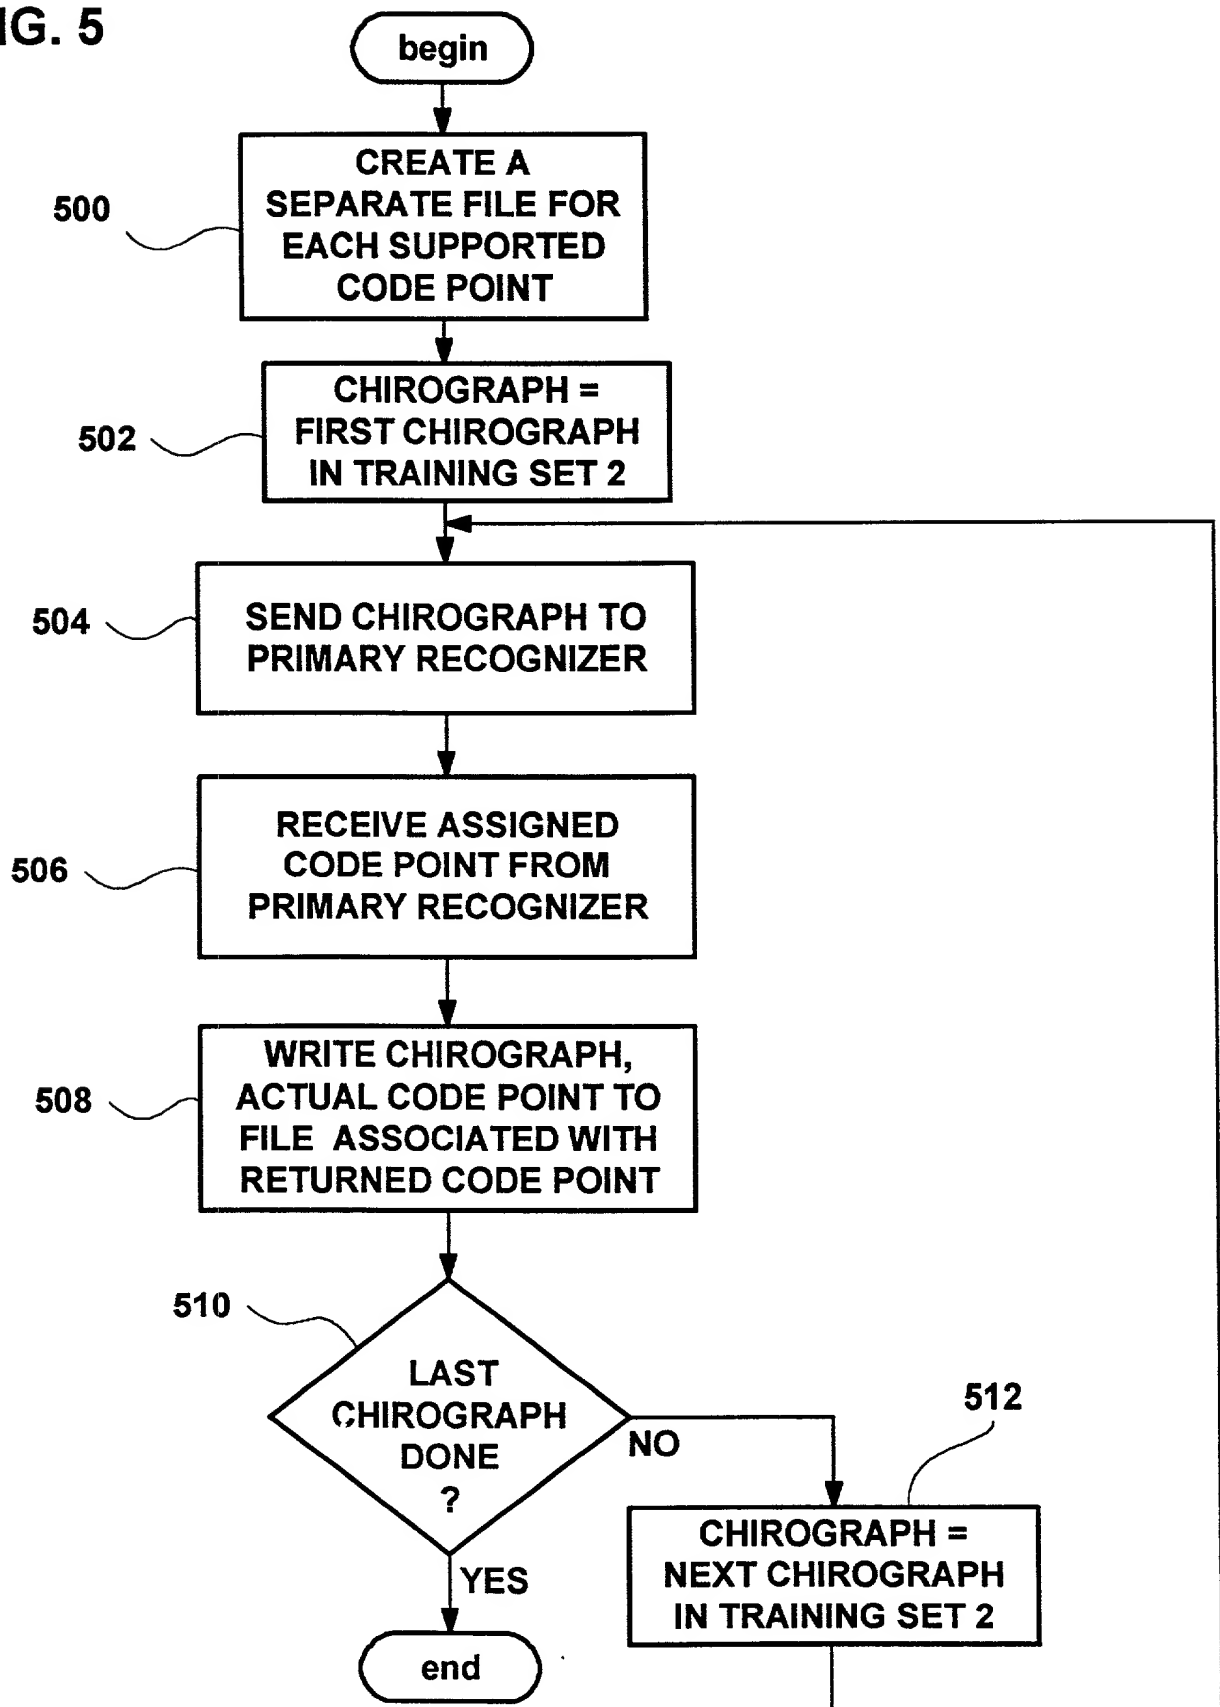 IG. 5
begin
500
CREATE A
SEPARATE FILE FOR
EACH SUPPORTED
CODE POINT
502
CHIROGRAPH =
FIRST CHIROGRAPH
IN TRAINING SET 2
504
SEND CHIROGRAPH TO
PRIMARY RECOGNIZER
506
RECEIVE ASSIGNED
CODE POINT FROM
PRIMARY RECOGNIZER
508
WRITE CHIROGRAPH,
ACTUAL CODE POINT TO
FILE ASSOCIATED WITH
RETURNED CODE POINT
510
LAST
CHIROGRAPH
DONE
?
NO
YES
512
CHIROGRAPH =
NEXT CHIROGRAPH
IN TRAINING SET 2
end